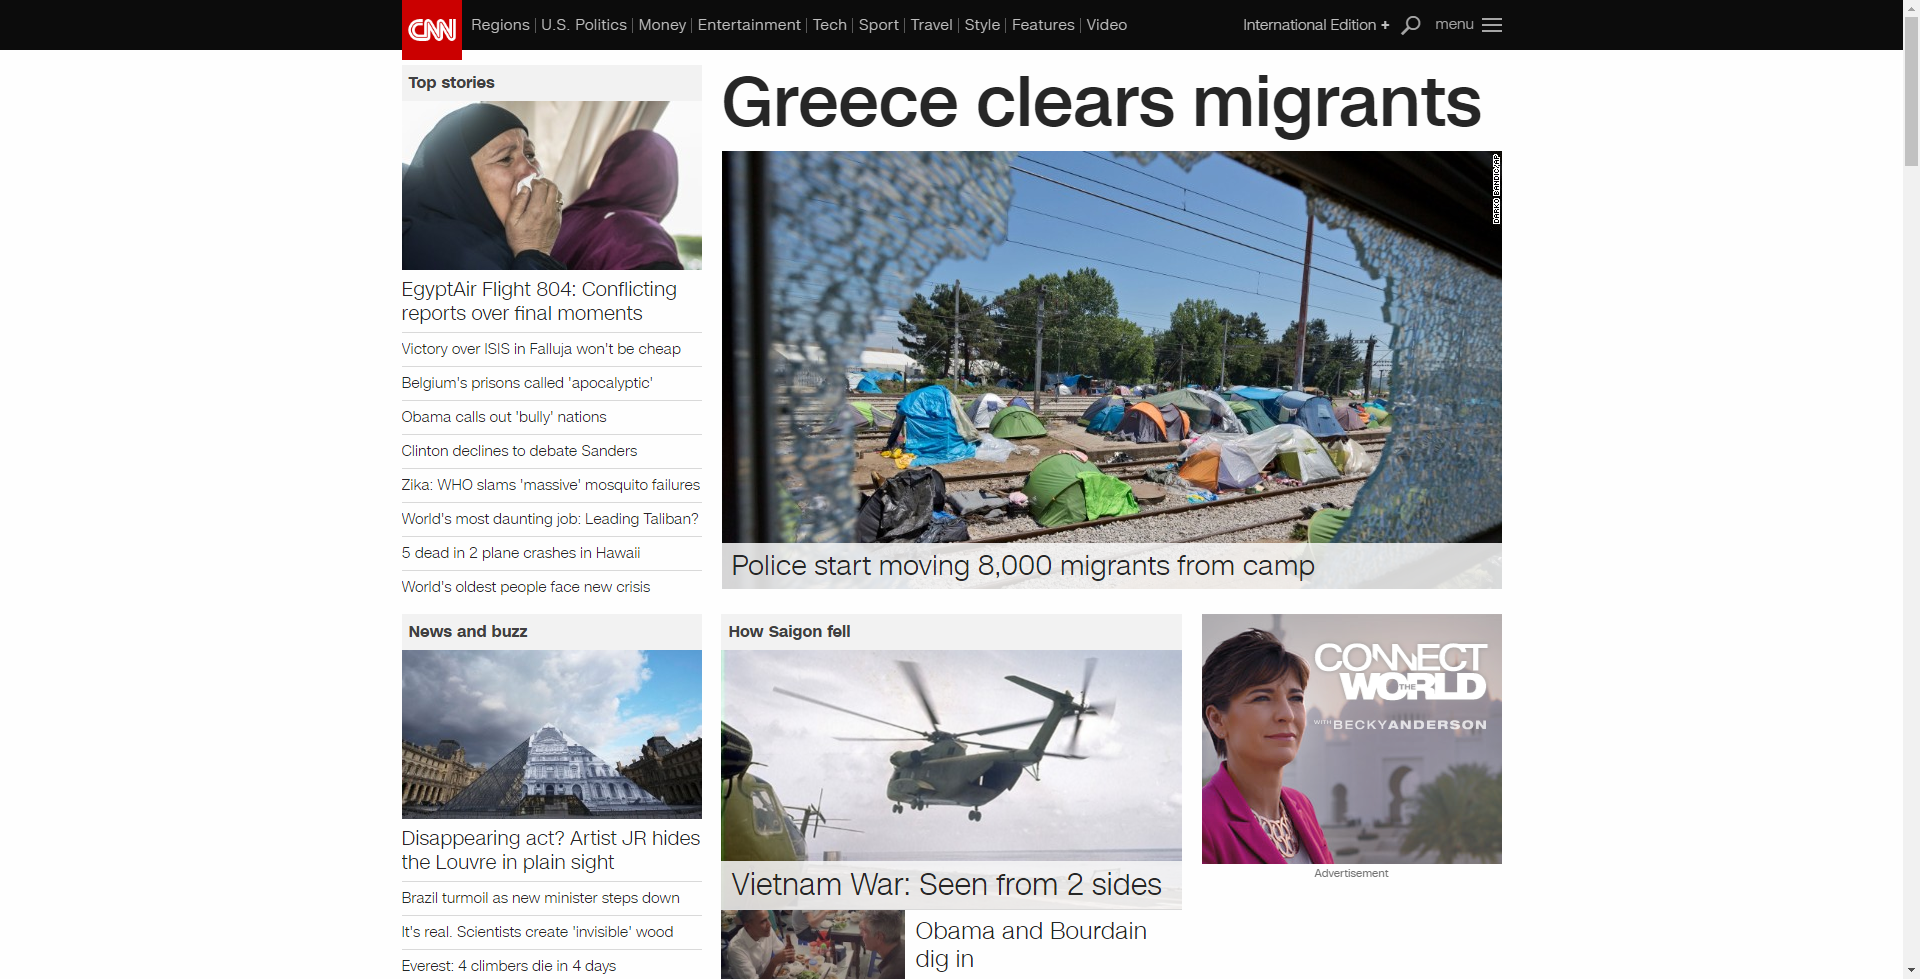 CNN
Regions
U.S. Politics
Money
Entertainment
Tech
Sport
Travel
Style
Features
Video
International Edition +
menu
Top stories
EgyptAir Flight 804: Conflicting
reports over final moments
Victory over ISIS in Falluja won't be cheap
Belgium's prisons called 'apocalyptic'
Obama calls out 'bully' nations
Clinton declines to debate Sanders
Zika: WHO slams 'massive' mosquito failures
World's most daunting job: Leading Taliban?
5 dead in 2 plane crashes in Hawaii
World's oldest people face new crisis
Greece clears migrants
DARKO BANDIC/AP
Police start moving 8,000 migrants from camp
News and buzz
Disappearing act? Artist JR hides
the Louvre in plain sight
Brazil turmoil as new minister steps down
It's real. Scientists create 'invisible' wood
Everest: 4 climbers die in 4 days
How Saigon fell
Vietnam War: Seen from 2 sides
Obama and Bourdain
dig in
CONNECT
THE WORLD
WITH BECKY ANDERSON
Advertisement